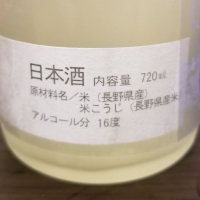 日本酒 内容量 720ml
原材料名/米(長野県産)
米こうじ(長野県産米
アルコール分 16度